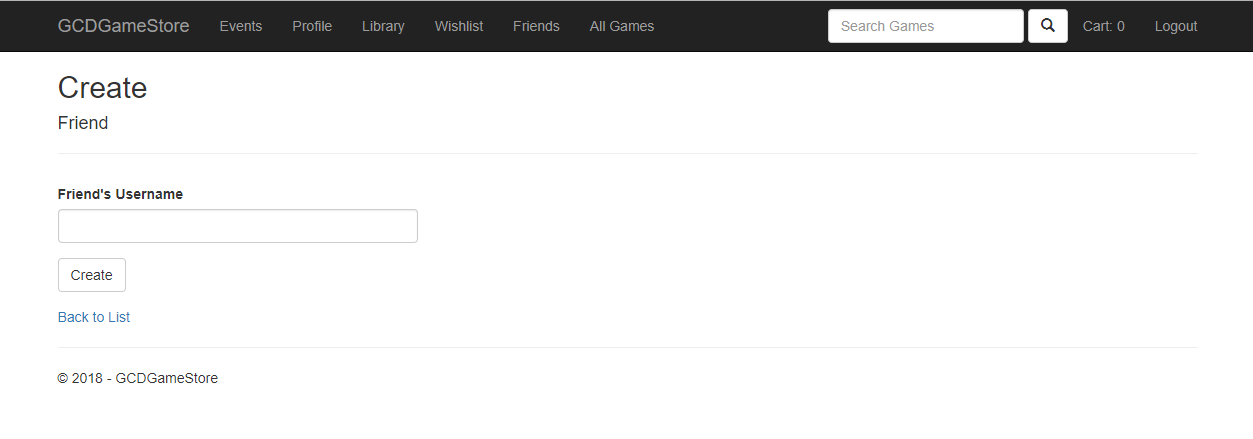 GCDGameStore Events Profile Library Wishlist Friends All Games Search Games Cart: 0 Logout
Create
Friend
Friend's Username
Create
Back to List
© 2018 - GCDGameStore